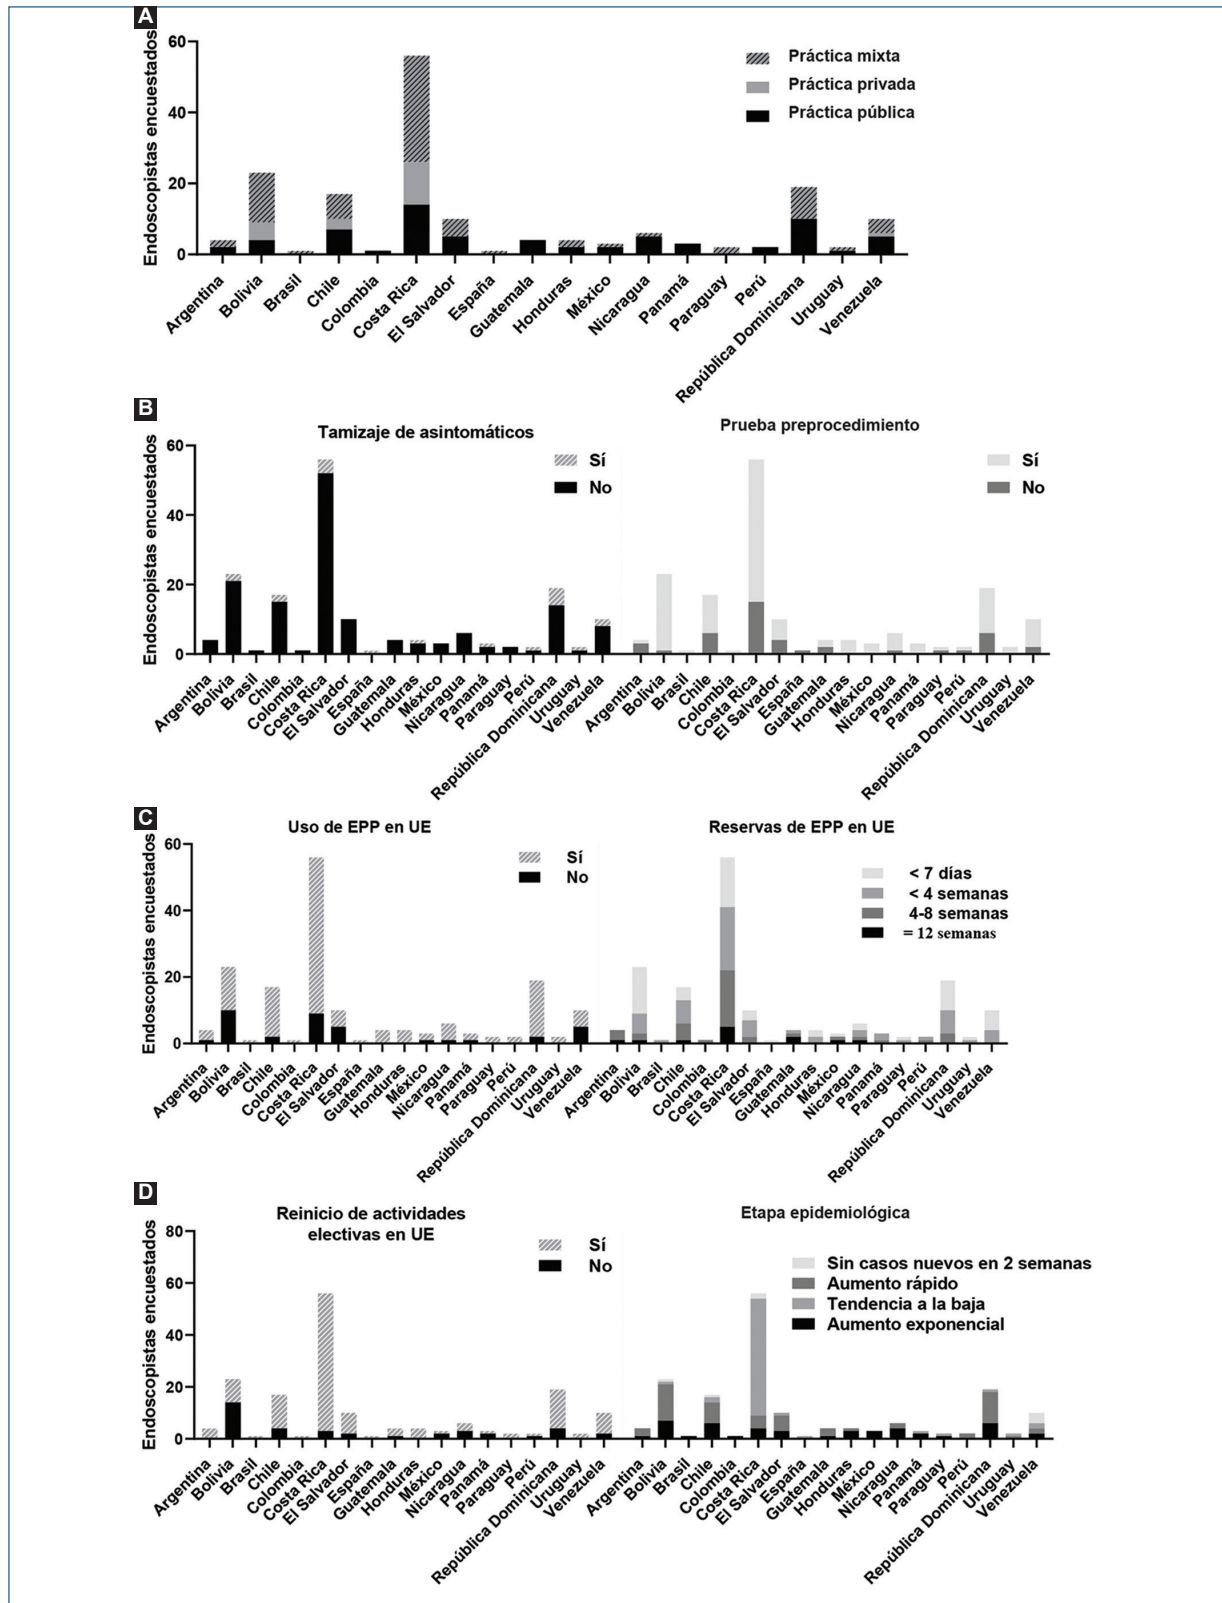 A
Endoscopistas encuestados
60
40
20
0
Práctica mixta
Práctica privada
Práctica pública
Argentina
Bolivia
Brasil
Chile
Colombia
Costa Rica
El Salvador
España
Guatemala
Honduras
México
Nicaragua
Panamá
Paraguay
Perú
República Dominicana
Uruguay
Venezuela
B
Endoscopistas encuestados
60
40
20
0
Tamizaje de asintomáticos
Sí
No
Argentina
Bolivia
Brasil
Chile
Colombia
Costa Rica
El Salvador
España
Guatemala
Honduras
México
Nicaragua
Panamá
Paraguay
Perú
República Dominicana
Uruguay
Venezuela
Prueba preprocedimiento
Sí
No
Argentina
Bolivia
Brasil
Chile
Colombia
Costa Rica
El Salvador
España
Guatemala
Honduras
México
Nicaragua
Panamá
Paraguay
Perú
República Dominicana
Uruguay
Venezuela
C
Endoscopistas encuestados
60
40
20
0
Uso de EPP en UE
Sí
No
Argentina
Bolivia
Brasil
Chile
Colombia
Costa Rica
El Salvador
España
Guatemala
Honduras
México
Nicaragua
Panamá
Paraguay
Perú
República Dominicana
Uruguay
Venezuela
Reservas de EPP en UE
< 7 días
< 4 semanas
4-8 semanas
= 12 semanas
Argentina
Bolivia
Brasil
Chile
Colombia
Costa Rica
El Salvador
España
Guatemala
Honduras
México
Nicaragua
Panamá
Paraguay
Perú
República Dominicana
Uruguay
Venezuela
D
Endoscopistas encuestados
80
60
40
20
0
Reinicio de actividades
electivas en UE
Sí
No
Argentina
Bolivia
Brasil
Chile
Colombia
Costa Rica
El Salvador
España
Guatemala
Honduras
México
Nicaragua
Panamá
Paraguay
Perú
República Dominicana
Uruguay
Venezuela
Etapa epidemiológica
Sin casos nuevos en 2 semanas
Aumento rápido
Tendencia a la baja
Aumento exponencial
Argentina
Bolivia
Brasil
Chile
Colombia
Costa Rica
El Salvador
España
Guatemala
Honduras
México
Nicaragua
Panamá
Paraguay
Perú
República Dominicana
Uruguay
Venezuela